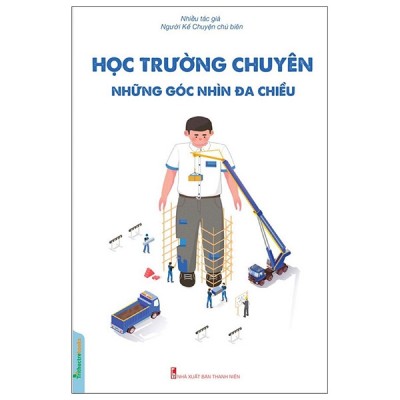 Nhiều tác giả
Người Kể Chuyện chủ biên
HỌC TRƯỜNG CHUYÊN
NHỮNG GÓC NHÌN ĐA CHIỀU
NHÀ XUẤT BẢN THANH NIÊN